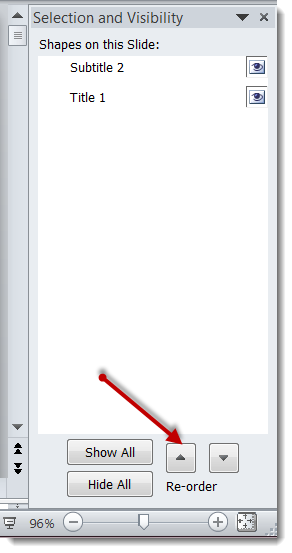 Selection and Visibility
Shapes on this Slide:
Subtitle 2
Title 1
Show All
Hide All
Re-order
96%